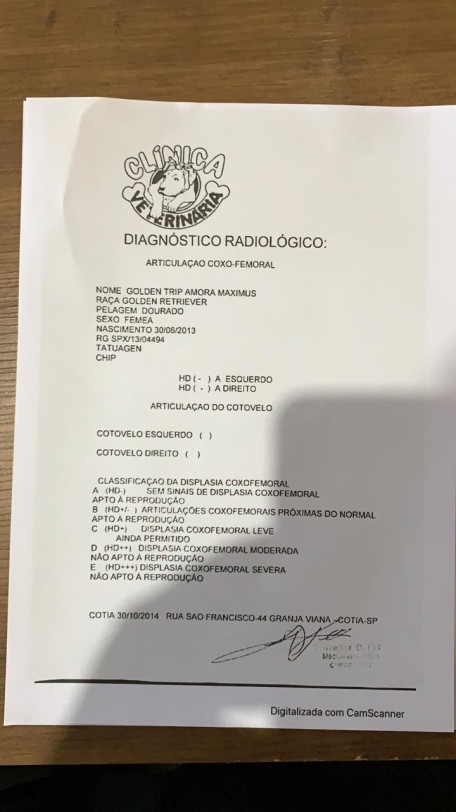 CLÍNICA
VETERINÁRIA
DIAGNÓSTICO RADIOLÓGICO:
ARTICULAÇAO COXO-FEMORAL
NOME GOLDEN TRIP AMORA MAXIMUS
RAÇA GOLDEN RETRIEVER
PELAGEM DOURADO
SEXO FEMEA
NASCIMENTO 30/06/2013
RG SPX/13/04494
TATUAGEN
CHIP
HD ( - ) A ESQUERDO
HD ( - ) A DIREITO
ARTICULAÇAO DO COTOVELO
COTOVELO ESQUERDO ( )
COTOVELO DIREITO ( )
CLASSIFICAÇAO DA DISPLASIA COXOFEMORAL
A (HD-) SEM SINAIS DE DISPLASIA COXOFEMORAL
APTO À REPRODUÇÃO
B (HD+/- ) ARTICULAÇÕES COXOFEMORAIS PRÓXIMAS DO NORMAL
APTO À REPRODUÇÃO
C (HD+) DISPLASIA COXOFEMORAL LEVE
AINDA PERMITIDO
D (HD++) DISPLASIA COXOFEMORAL MODERADA
NÃO APTO À REPRODUÇÃO
E (HD+++) DISPLASIA COXOFEMORAL SEVERA
NÃO APTO À REPRODUÇÃO
COTIA 30/10/2014 RUA SAO FRANCISCO-44 GRANJA VIANA -COTIA-SP
Digitalizada com CamScanner